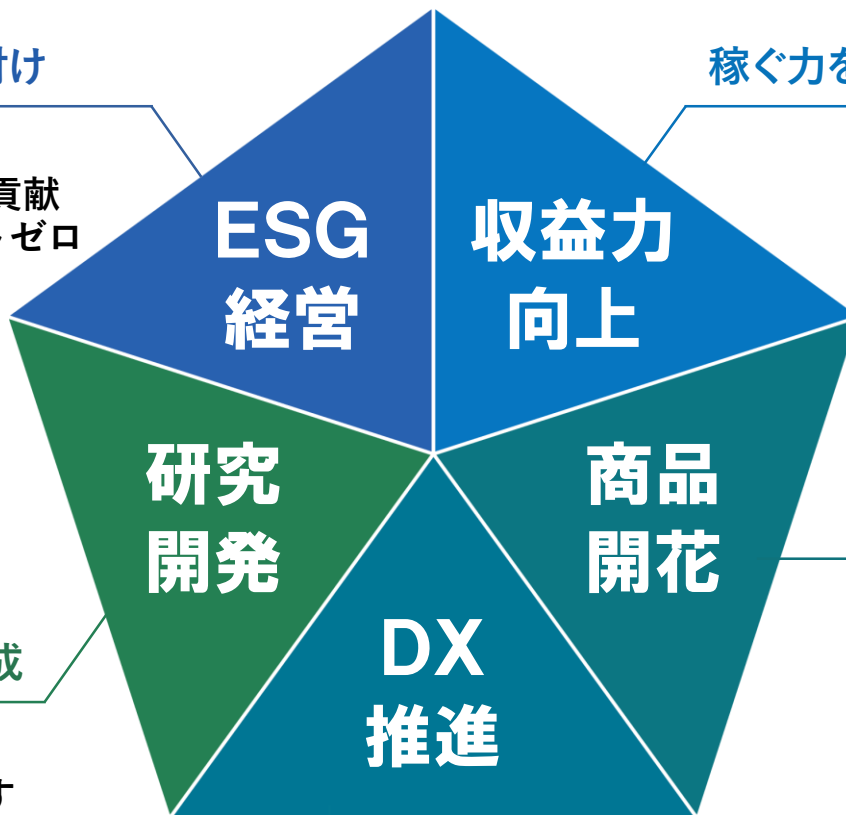 付け
稼ぐ力を
貢献
ゼロ
ESG
経営
収益力
向上
研究
開発
商品
開花
DX
推進
成
す